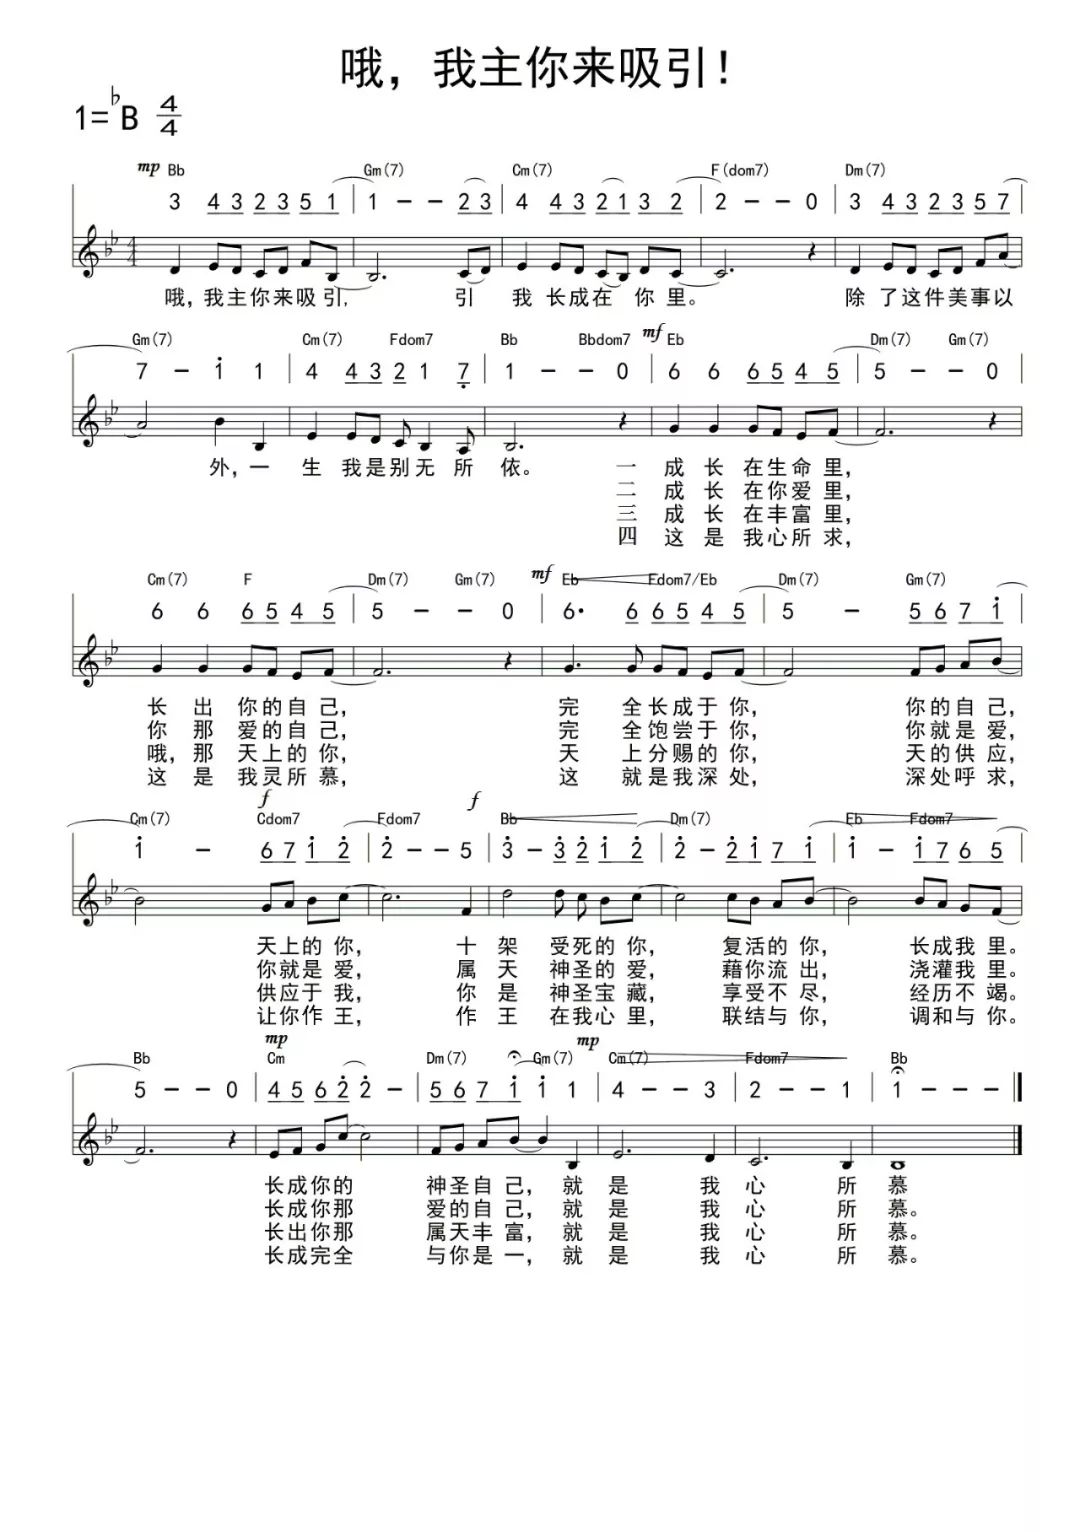 哦，我主你来吸引！
1=♭B 4/4
mp Bb Gm(7) Cm(7) F(dom7) Dm(7)
3 4 3 2 3 5 1 | 1 - - 2 3 | 4 4 3 2 1 3 2 | 2 - - 0 | 3 4 3 2 3 5 7 |
哦，我主你来吸引， 引 我 长成在 你 里。 除 了这件美事以
Gm(7) Cm(7) Fdom7 Bb Bbdom7 mf Eb Dm(7) Gm(7)
7 - 1̇ 1 | 4 4 3 2 1 7̣ | 1 - - 0 | 6 6 6 5 4 5 | 5 - - 0 |
外，一 生 我是别无 所 依。 一 成 长 在生命里，
二 成 长 在你爱里，
三 成 长 在丰富里，
四 这 是 我心所求，
Cm(7) F Dm(7) Gm(7) mf Eb Fdom7/Eb Dm(7) Gm(7)
6 6 6 5 4 5 | 5 - - 0 | 6· 6 6 5 4 5 | 5 - 5 6 7 1̇ |
长 出 你的自己， 完 全长成于你， 你的自己，
你 那 爱的自己， 完 全饱尝于你， 你就是爱，
哦，那 天上的你， 天 上分赐的你， 天的供应，
这 是 我灵所慕， 这 就是我深处， 深处呼求，
f f
Cm(7) Cdom7 Fdom7 Bb Dm(7) Eb Fdom7
1̇ - 6 7 1̇ 2̇ | 2 - - 5 | 3̇ - 3̇ 2̇ 1̇ 2̇ | 2̇ - 2̇ 1̇ 7 1̇ | 1̇ - 1̇ 7 6 5 |
天上的你， 十 架 受死的你， 复活的你， 长成我里。
你就是爱， 属 天 神圣的爱， 藉你流出， 浇灌我里。
供应于我， 你 是 神圣宝藏， 享受不尽， 经历不竭。
让你作王， 作 王 在我心里， 联结与你， 调和与你。
mp mp
Bb Cm Dm(7) Gm(7) Cm(7) Fdom7 Bb
5 - - 0 | 4 5 6 2̇ 2̇ - | 5 6 7 1̇ 1̇ 1 | 4 - - 3 | 2 - - 1 | 1 - - - |
长成你的 神圣自己，就 是 我 心 所 慕
长成你那 爱的自己，就 是 我 心 所 慕。
长出你那 属天丰富，就 是 我 心 所 慕。
长成完全 与你是一，就 是 我 心 所 慕。